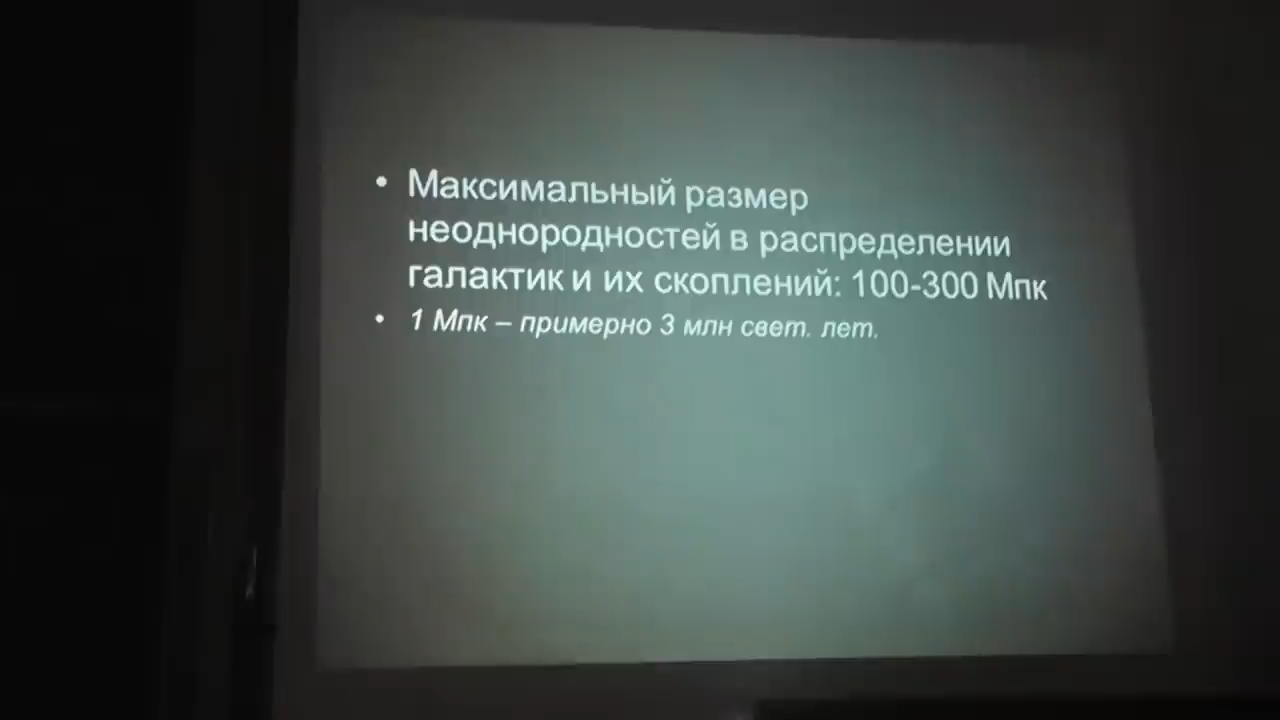 • Максимальный размер
неоднородностей в распределении
галактик и их скоплений: 100-300 Мпк
• 1 Мпк – примерно 3 млн свет. лет.